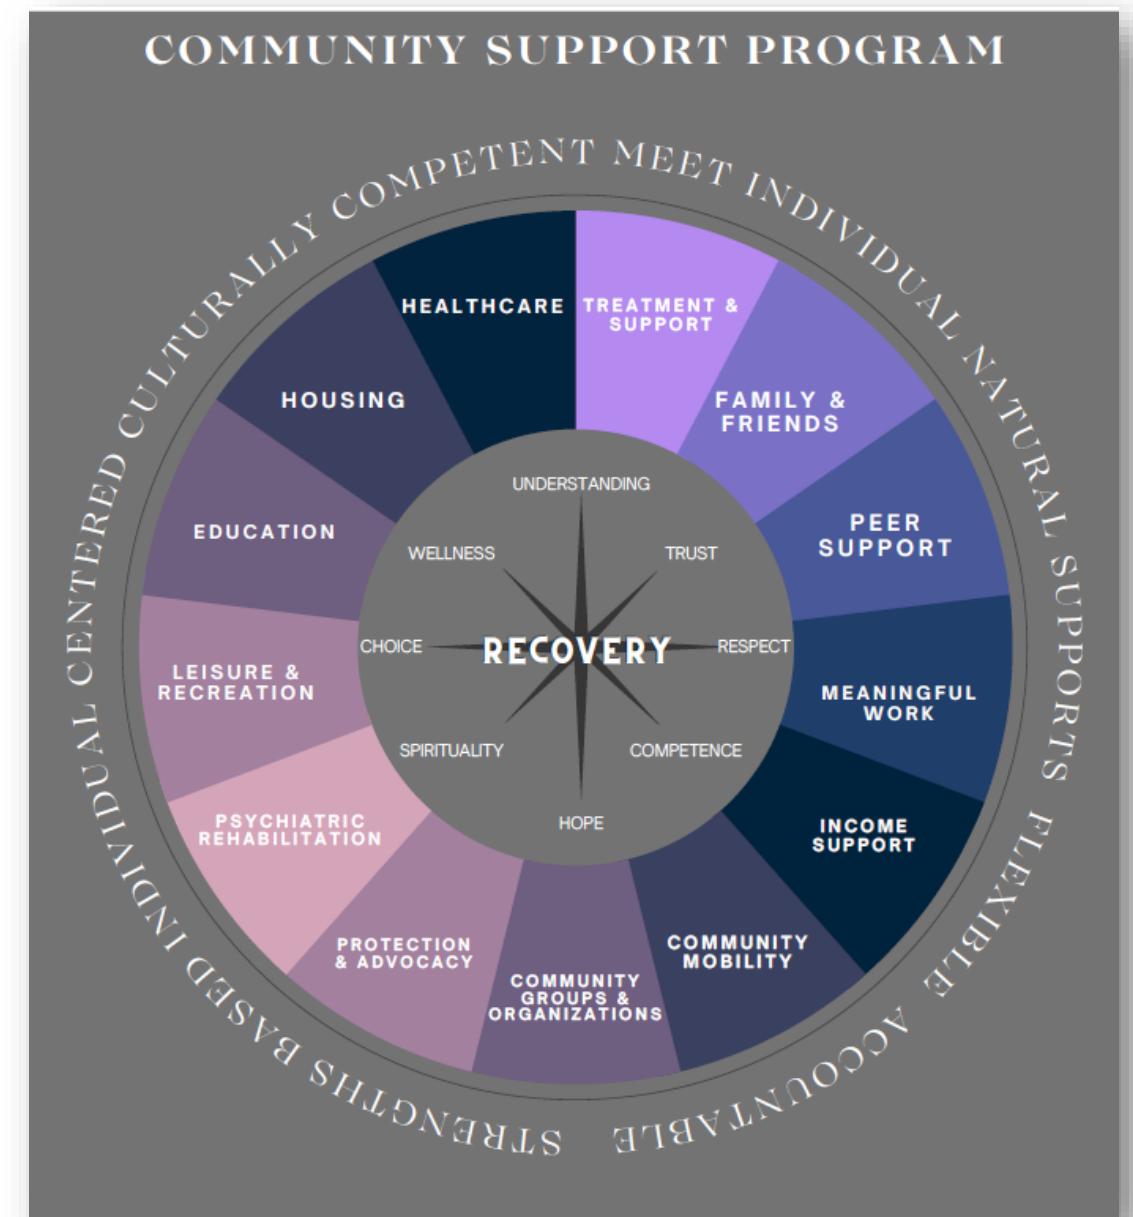 COMMUNITY SUPPORT PROGRAM
STRENGTHS BASED INDIVIDUAL CENTERED CULTURALLY COMPETENT MEET INDIVIDUAL NATURAL SUPPORTS FLEXIBLE ACCOUNTABLE
TREATMENT &
SUPPORT
FAMILY &
FRIENDS
PEER
SUPPORT
MEANINGFUL
WORK
INCOME
SUPPORT
COMMUNITY
MOBILITY
COMMUNITY
GROUPS &
ORGANIZATIONS
PROTECTION
& ADVOCACY
PSYCHIATRIC
REHABILITATION
LEISURE &
RECREATION
EDUCATION
HOUSING
HEALTHCARE
UNDERSTANDING
TRUST
RESPECT
COMPETENCE
HOPE
SPIRITUALITY
CHOICE
WELLNESS
RECOVERY